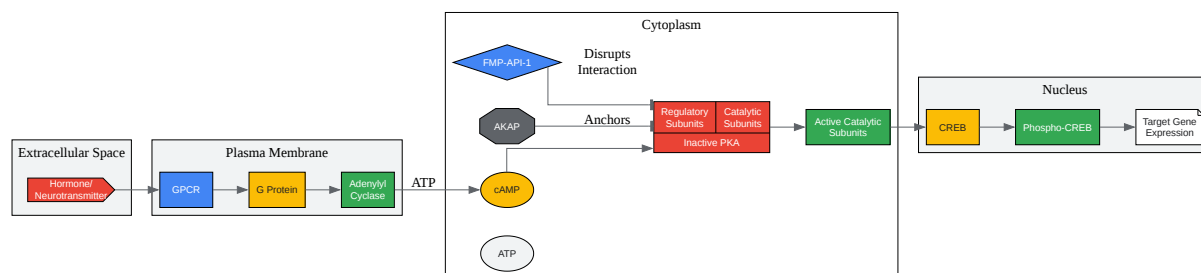 Extracellular Space
Hormone/
Neurotransmitter
Plasma Membrane
GPCR
G Protein
Adenylyl
Cyclase
ATP
Cytoplasm
FMP-API-1
Disrupts
Interaction
AKAP
Anchors
cAMP
ATP
Regulatory
Subunits
Catalytic
Subunits
Inactive PKA
Active Catalytic
Subunits
Nucleus
CREB
Phospho-CREB
Target Gene
Expression